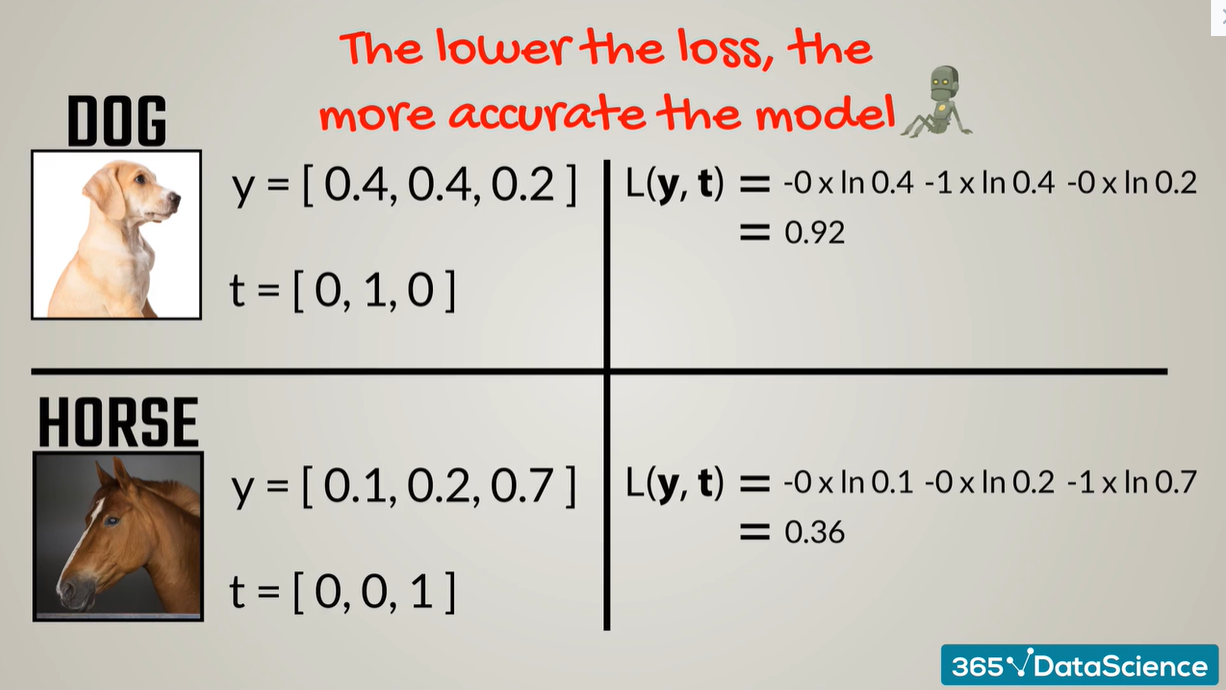 The lower the loss, the
more accurate the model
DOG
y = [ 0.4, 0.4, 0.2 ]
t = [ 0, 1, 0 ]
L(y, t) = -0 x ln 0.4 -1 x ln 0.4 -0 x ln 0.2
= 0.92
HORSE
y = [ 0.1, 0.2, 0.7 ]
t = [ 0, 0, 1 ]
L(y, t) = -0 x ln 0.1 -0 x ln 0.2 -1 x ln 0.7
= 0.36
365 DataScience